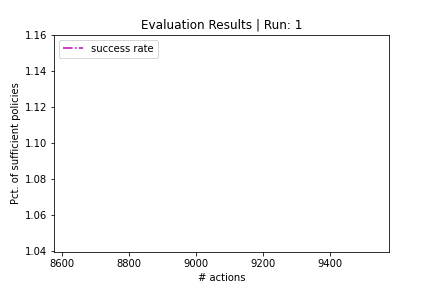 Evaluation Results | Run: 1
success rate
Pct. of sufficient policies
1.16
1.14
1.12
1.10
1.08
1.06
1.04
8600 8800 9000 9200 9400
# actions